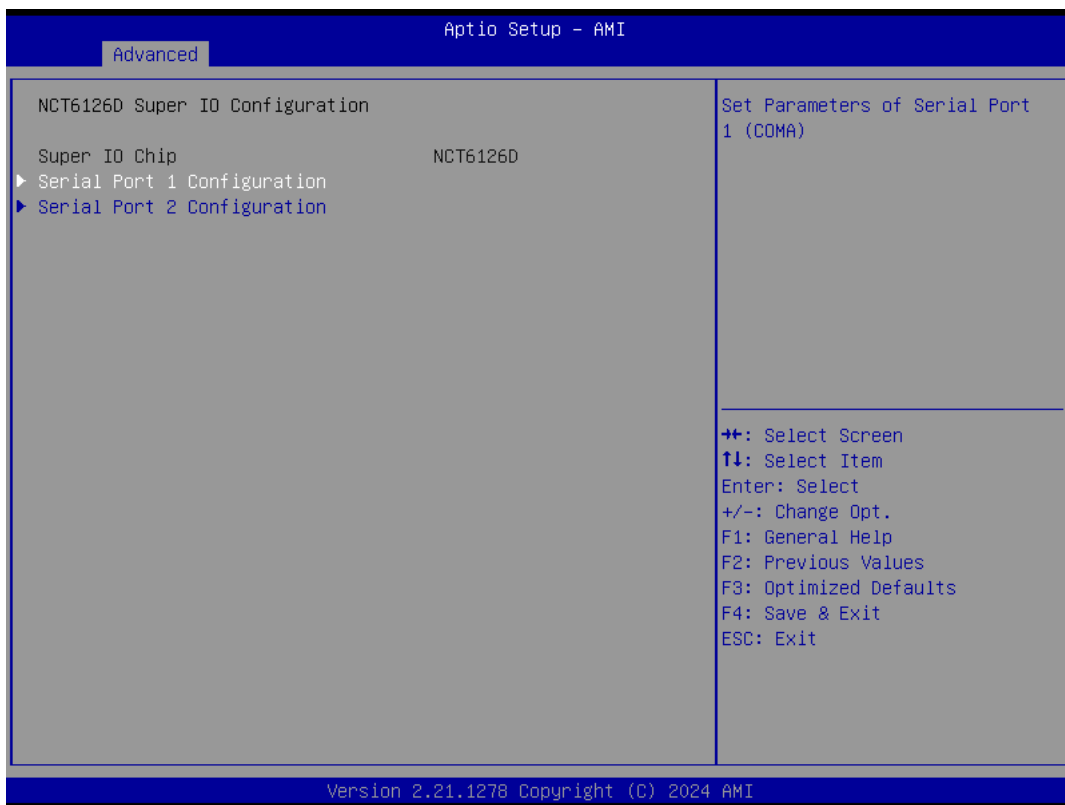 Aptio Setup – AMI
Advanced
NCT6126D Super IO Configuration
Super IO Chip NCT6126D
▶ Serial Port 1 Configuration
▶ Serial Port 2 Configuration
Set Parameters of Serial Port
1 (COMA)
→←: Select Screen
↑↓: Select Item
Enter: Select
+/-: Change Opt.
F1: General Help
F2: Previous Values
F3: Optimized Defaults
F4: Save & Exit
ESC: Exit
Version 2.21.1278 Copyright (C) 2024 AMI